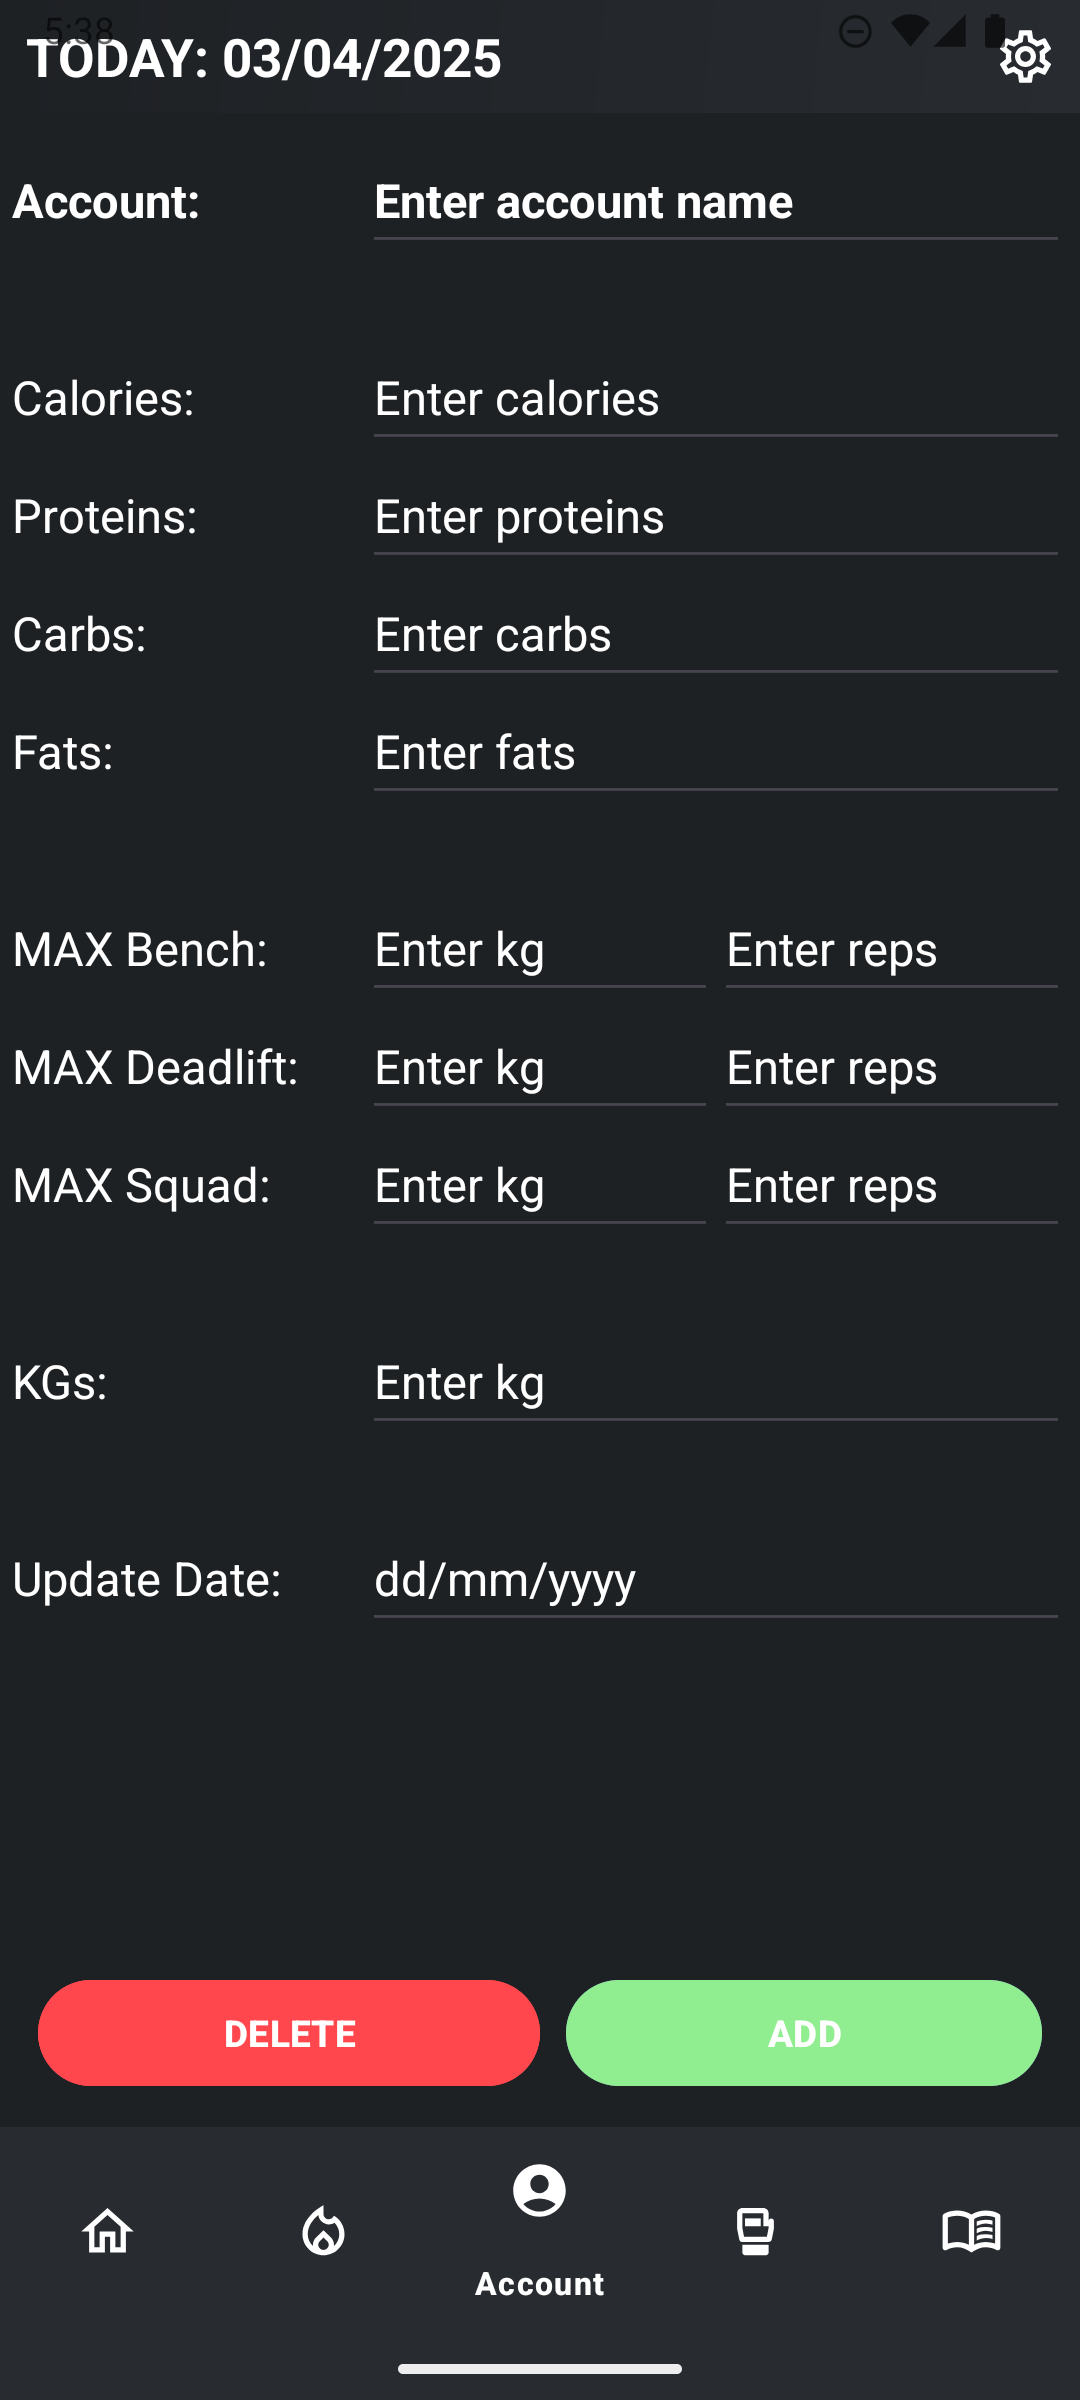 5:38
TODAY: 03/04/2025
Account: Enter account name
Calories: Enter calories
Proteins: Enter proteins
Carbs: Enter carbs
Fats: Enter fats
MAX Bench: Enter kg Enter reps
MAX Deadlift: Enter kg Enter reps
MAX Squad: Enter kg Enter reps
KGs: Enter kg
Update Date: dd/mm/yyyy
DELETE ADD
Account